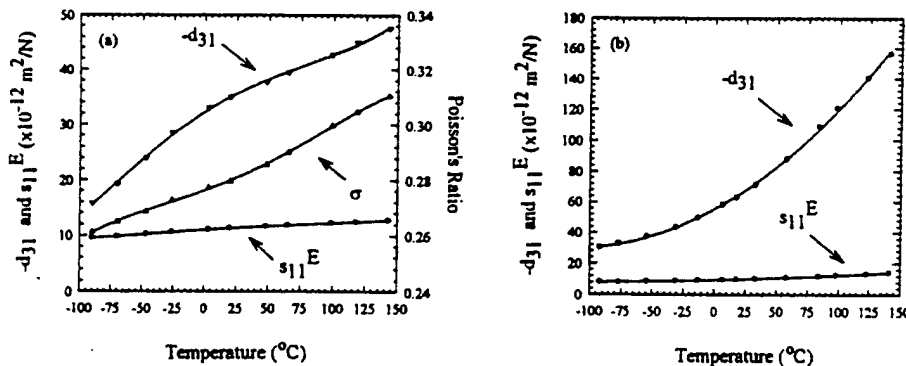 (a)
-d31
σ
s11E
-d31 and s11E (x10-12 m2/N)
50
40
30
20
10
0
Poisson's Ratio
0.34
0.32
0.30
0.28
0.26
0.24
-100 -75 -50 -25 0 25 50 75 100 125 150
Temperature (oC)
(b)
-d31
s11E
-d31 and s11E (x10-12 m2/N)
180
160
140
120
100
80
60
40
20
0
-100 -75 -50 -25 0 25 50 75 100 125 150
Temperature (oC)